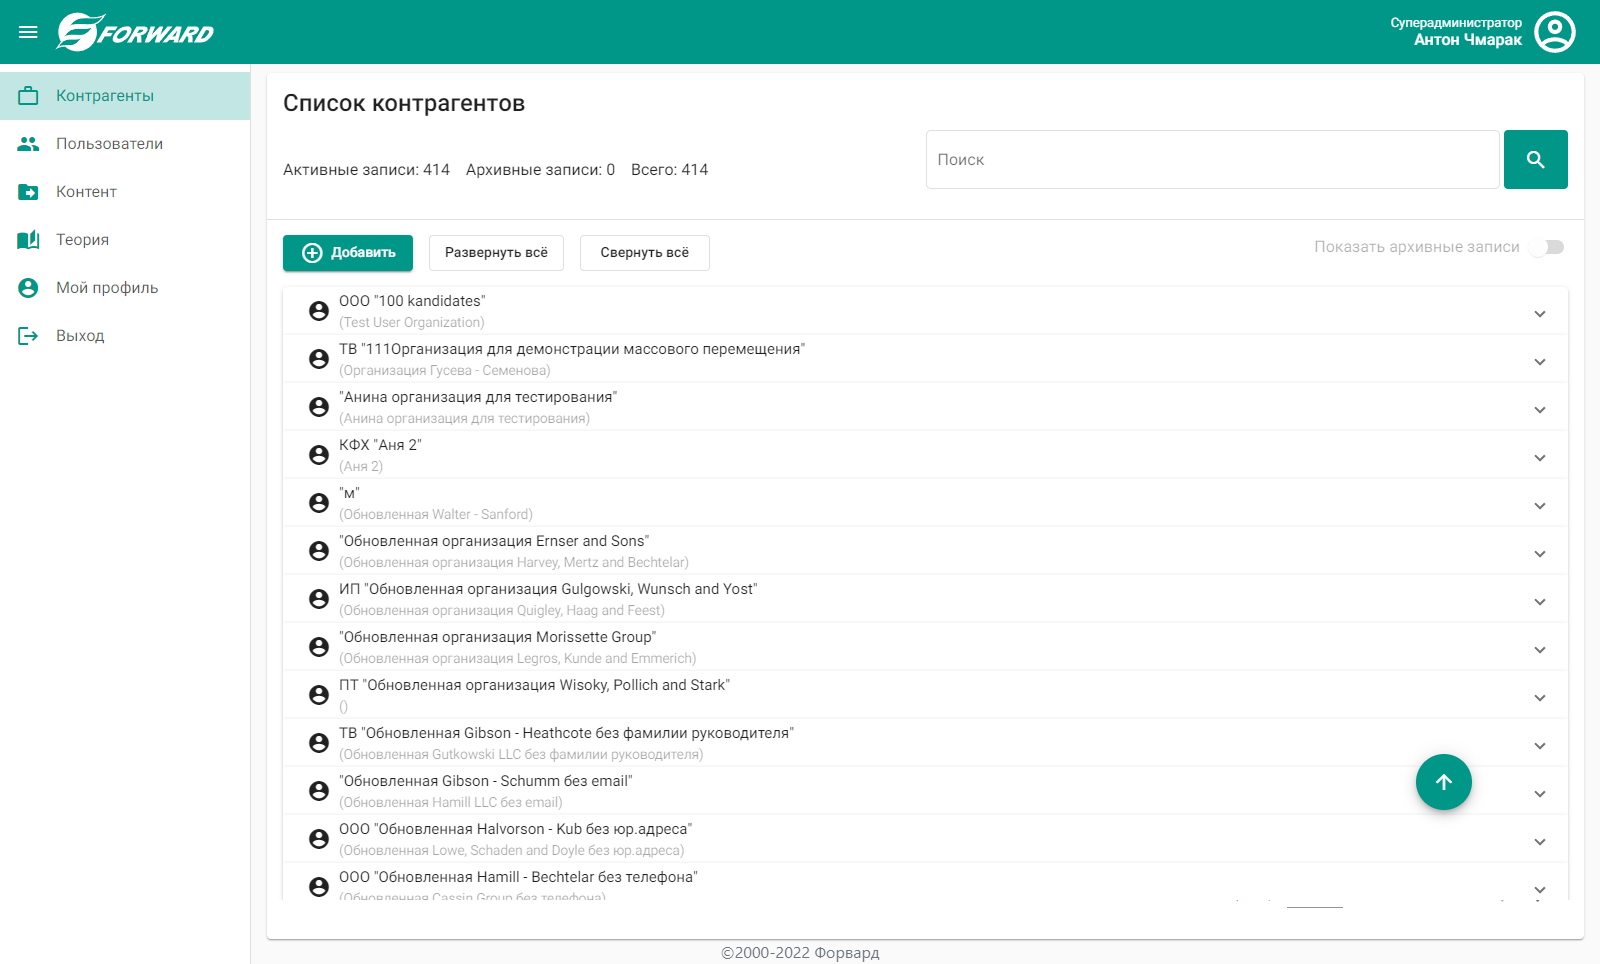 FORWARD
Суперадминистратор
Антон Чмарак
Контрагенты
Пользователи
Контент
Теория
Мой профиль
Выход
Список контрагентов
Активные записи: 414 Архивные записи: 0 Всего: 414
Поиск
Добавить
Развернуть всё
Свернуть всё
Показать архивные записи
ООО "100 kandidates"
(Test User Organization)
ТВ "111Организация для демонстрации массового перемещения"
(Организация Гусева - Семенова)
"Анина организация для тестирования"
(Анина организация для тестирования)
КФХ "Аня 2"
(Аня 2)
"м"
(Обновленная Walter - Sanford)
"Обновленная организация Ernser and Sons"
(Обновленная организация Harvey, Mertz and Bechtelar)
ИП "Обновленная организация Gulgowski, Wunsch and Yost"
(Обновленная организация Quigley, Haag and Feest)
"Обновленная организация Morissette Group"
(Обновленная организация Legros, Kunde and Emmerich)
ПТ "Обновленная организация Wisoky, Pollich and Stark"
()
ТВ "Обновленная Gibson - Heathcote без фамилии руководителя"
(Обновленная Gutkowski LLC без фамилии руководителя)
"Обновленная Gibson - Schumm без email"
(Обновленная Hamill LLC без email)
ООО "Обновленная Halvorson - Kub без юр.адреса"
(Обновленная Lowe, Schaden and Doyle без юр.адреса)
ООО "Обновленная Hamill - Bechtelar без телефона"
(Обновленная Cassin Group без телефона)
©2000-2022 Форвард